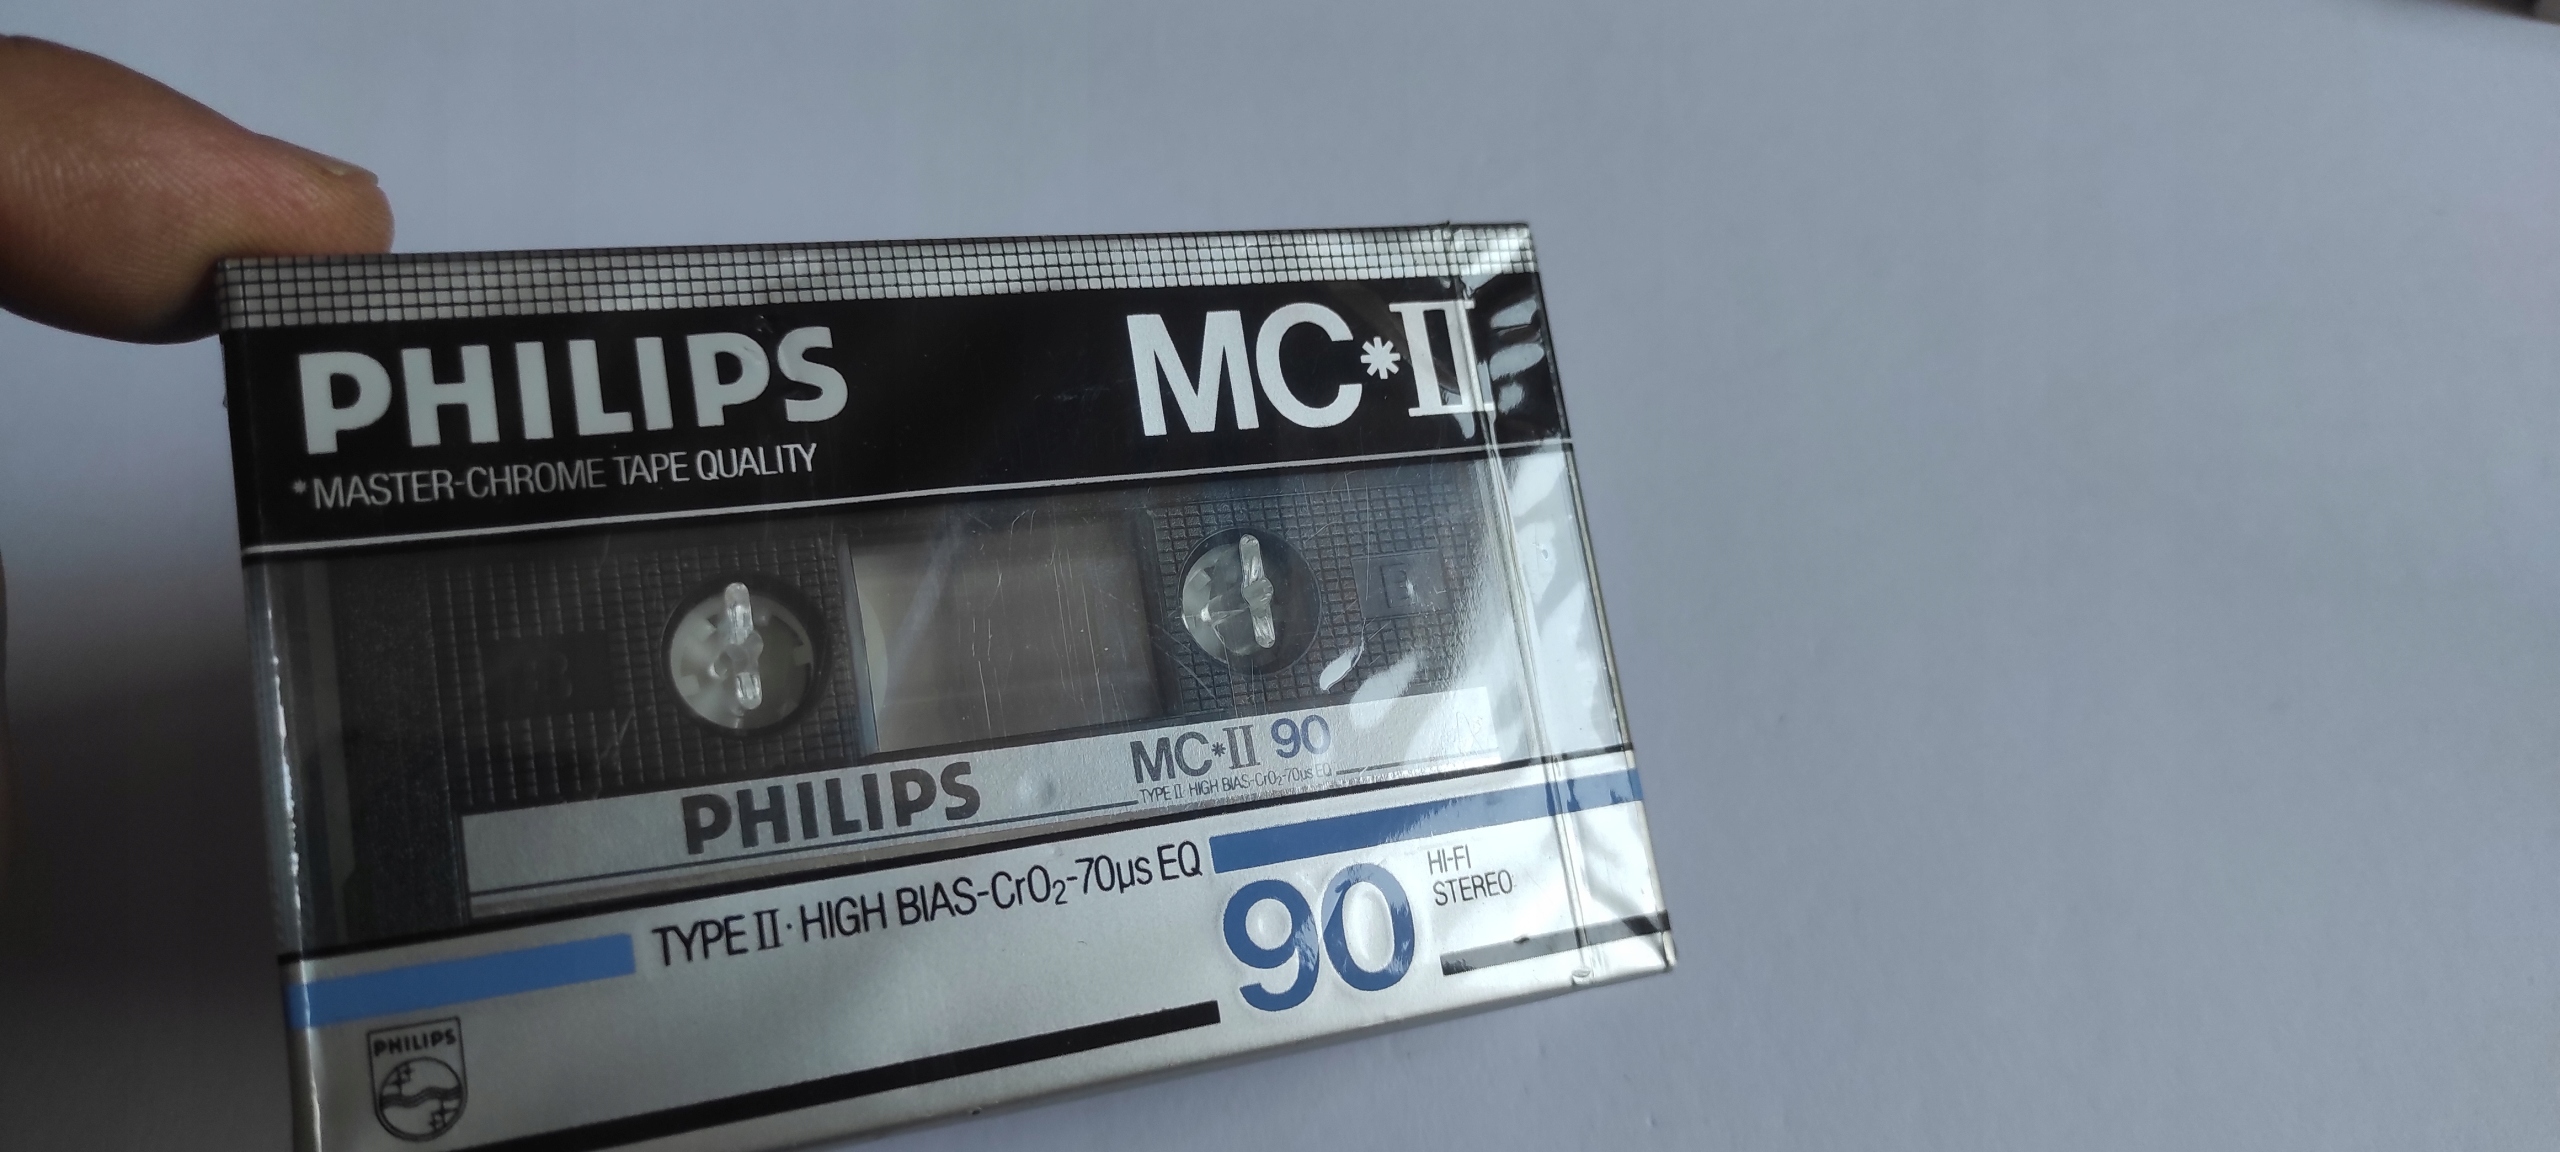 PHILIPS
MC*II
*MASTER-CHROME TAPE QUALITY
B
PHILIPS
MC*II 90
TYPE II HIGH BIAS-CrO₂-70us EQ
TYPE II·HIGH BIAS-CrO₂-70µs EQ
90
HI-FI
STEREO
PHILIPS